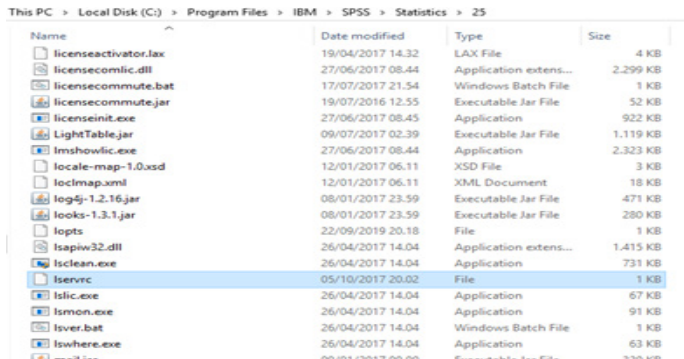 This PC > Local Disk (C:) > Program Files > IBM > SPSS > Statistics > 25
Name Date modified Type Size
licenseactivator.lax 19/04/2017 14.32 LAX File 4 KB
licensecomlic.dll 27/06/2017 08.44 Application extens... 2.299 KB
licensecommute.bat 17/07/2017 21.54 Windows Batch File 1 KB
licensecommute.jar 19/07/2016 12.55 Executable Jar File 52 KB
licenseinit.exe 27/06/2017 08.45 Application 922 KB
LightTable.jar 09/07/2017 02.39 Executable Jar File 1.119 KB
lmshowlic.exe 27/06/2017 08.44 Application 2.323 KB
locale-map-1.0.xsd 12/01/2017 06.11 XSD File 3 KB
loclmap.xml 12/01/2017 06.11 XML Document 18 KB
log4j-1.2.16.jar 08/01/2017 23.59 Executable Jar File 471 KB
looks-1.3.1.jar 08/01/2017 23.59 Executable Jar File 280 KB
lopts 22/09/2019 20.18 File 1 KB
lsapiw32.dll 26/04/2017 14.04 Application extens... 1.415 KB
lsclean.exe 26/04/2017 14.04 Application 731 KB
lservrc 05/10/2017 20.02 File 1 KB
lslic.exe 26/04/2017 14.04 Application 67 KB
lsmon.exe 26/04/2017 14.04 Application 91 KB
lsver.bat 26/04/2017 14.04 Windows Batch File 1 KB
lswhere.exe 26/04/2017 14.04 Application 63 KB